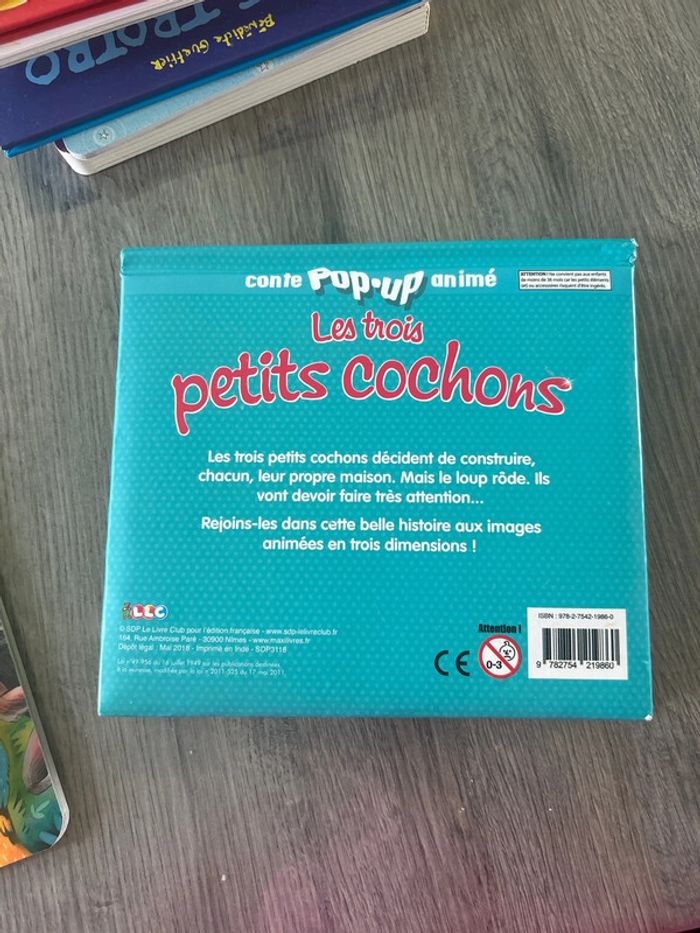 Bénédicte Guettier
TROTRO
conte POP-UP animé
ATTENTION ! Ne convient pas aux enfants
de moins de 36 mois car les petits éléments
et/ou accessoires risquent d'être ingérés.
Les trois
petits cochons
Les trois petits cochons décident de construire,
chacun, leur propre maison. Mais le loup rôde. Ils
vont devoir faire très attention...
Rejoins-les dans cette belle histoire aux images
animées en trois dimensions !
LLC
© SDP Le Livre Club pour l'édition française - www.sdp-lelivreclub.fr
164, Rue Ambroise Paré - 30900 Nîmes - www.maxilivres.fr
Dépôt légal : Mai 2018 - Imprimé en Inde - SDP3118
Loi n°49.956 du 16 juillet 1949 sur les publications destinées
à la jeunesse, modifiée par la loi n°2011-525 du 17 mai 2011.
CE
Attention !
0-3
ISBN : 978-2-7542-1986-0
9 782754 219860